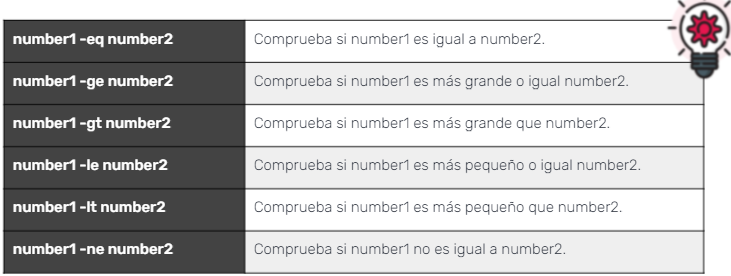 number1 -eq number2 Comprueba si number1 es igual a number2.
number1 -ge number2 Comprueba si number1 es más grande o igual number2.
number1 -gt number2 Comprueba si number1 es más grande que number2.
number1 -le number2 Comprueba si number1 es más pequeño o igual number2.
number1 -lt number2 Comprueba si number1 es más pequeño que number2.
number1 -ne number2 Comprueba si number1 no es igual a number2.